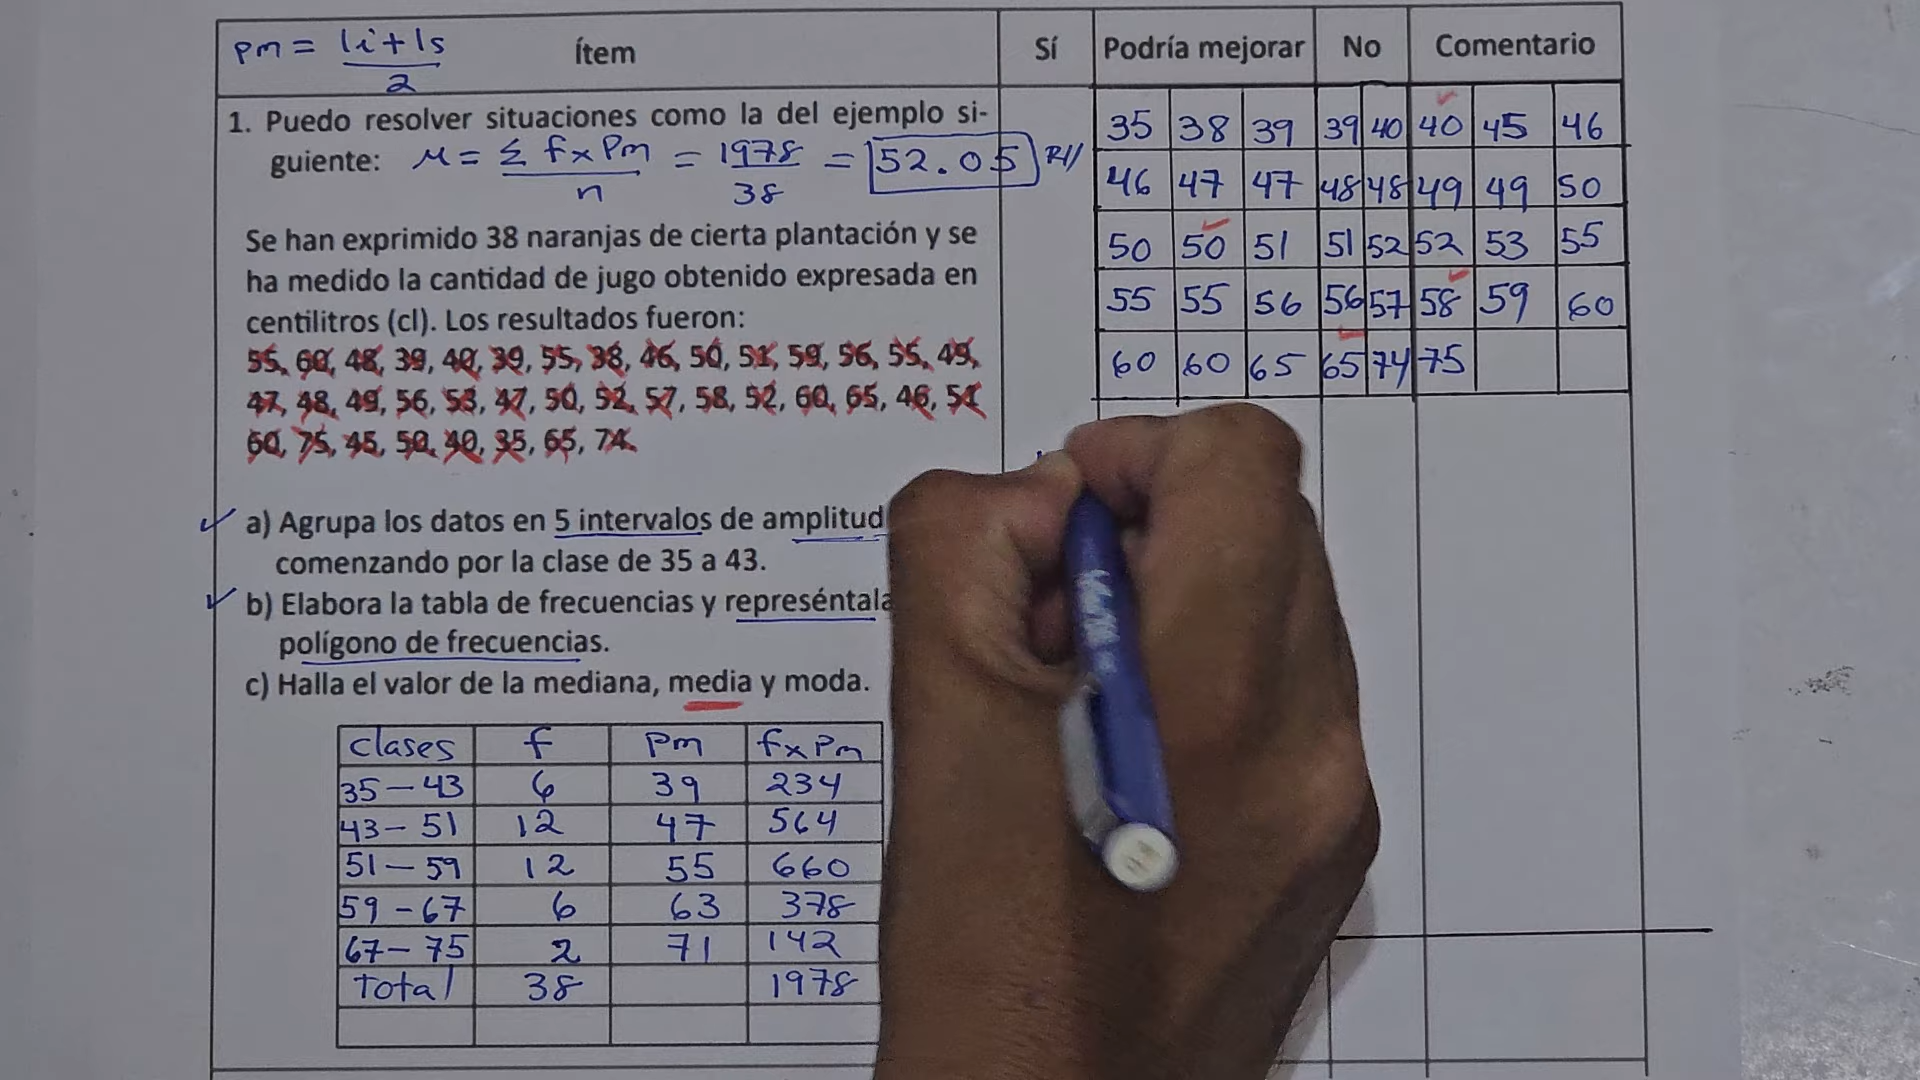 pm = li+ls
2
Ítem
Sí
Podría mejorar
No
Comentario
1. Puedo resolver situaciones como la del ejemplo si-
guiente: μ = Σ f x Pm = 1978 = 52.05 R//
n 38
Se han exprimido 38 naranjas de cierta plantación y se
ha medido la cantidad de jugo obtenido expresada en
centilitros (cl). Los resultados fueron:
55, 60, 48, 39, 40, 39, 55, 38, 46, 50, 51, 59, 56, 55, 49,
47, 48, 49, 56, 53, 47, 50, 52, 57, 58, 52, 60, 65, 46, 51
60, 75, 45, 50, 40, 35, 65, 74.
a) Agrupa los datos en 5 intervalos de amplitud
comenzando por la clase de 35 a 43.
b) Elabora la tabla de frecuencias y represéntala
polígono de frecuencias.
c) Halla el valor de la mediana, media y moda.
clases f Pm f x Pm
35 - 43 6 39 234
43 - 51 12 47 564
51 - 59 12 55 660
59 - 67 6 63 378
67 - 75 2 71 142
Total 38 1978
35 38 39 39 40 40 45 46
46 47 47 48 48 49 49 50
50 50 51 51 52 52 53 55
55 55 56 56 57 58 59 60
60 60 65 65 74 75